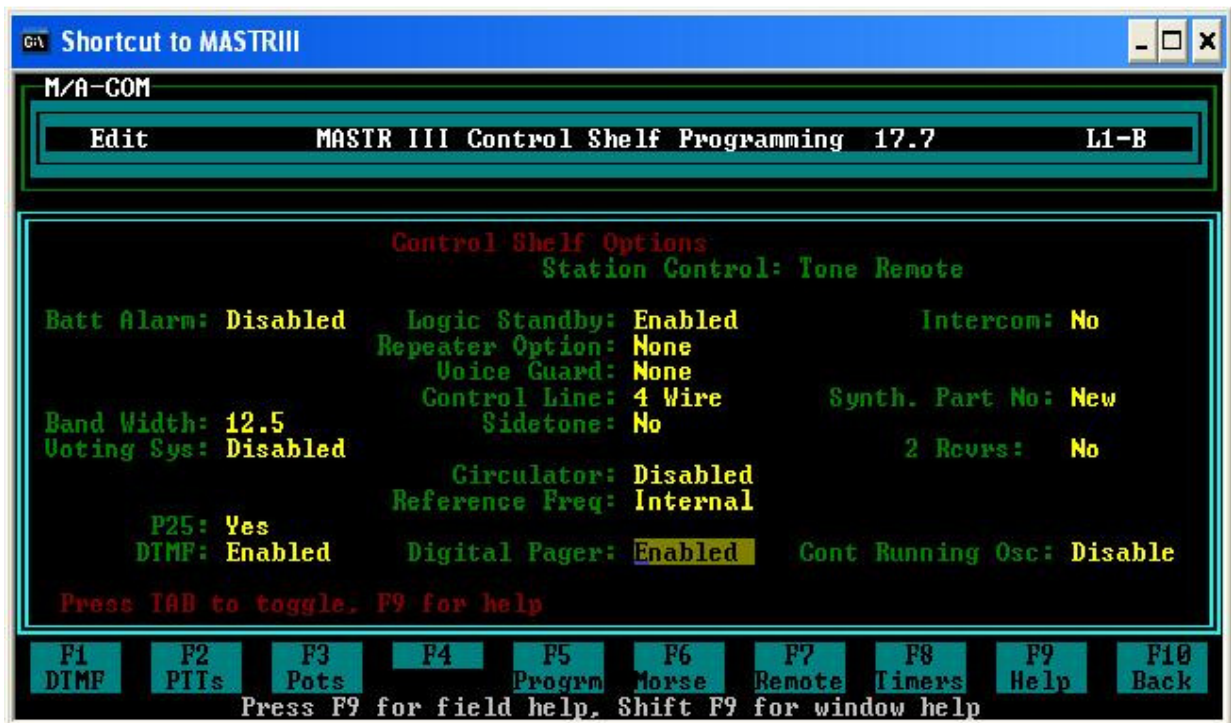 Shortcut to MASTRIII
M/A-COM
Edit MASTR III Control Shelf Programming 17.7 L1-B
Control Shelf Options
Station Control: Tone Remote
Batt Alarm: Disabled Logic Standby: Enabled Intercom: No
Repeater Option: None
Voice Guard: None
Control Line: 4 Wire Synth. Part No: New
Band Width: 12.5 Sidetone: No
Voting Sys: Disabled 2 Rcvrs: No
Circulator: Disabled
Reference Freq: Internal
P25: Yes
DTMF: Enabled Digital Pager: Enabled Cont Running Osc: Disable
Press TAB to toggle, F9 for help
F1 F2 F3 F4 F5 F6 F7 F8 F9 F10
DTMF PTTs Pots Progrm Morse Remote Timers Help Back
Press F9 for field help, Shift F9 for window help